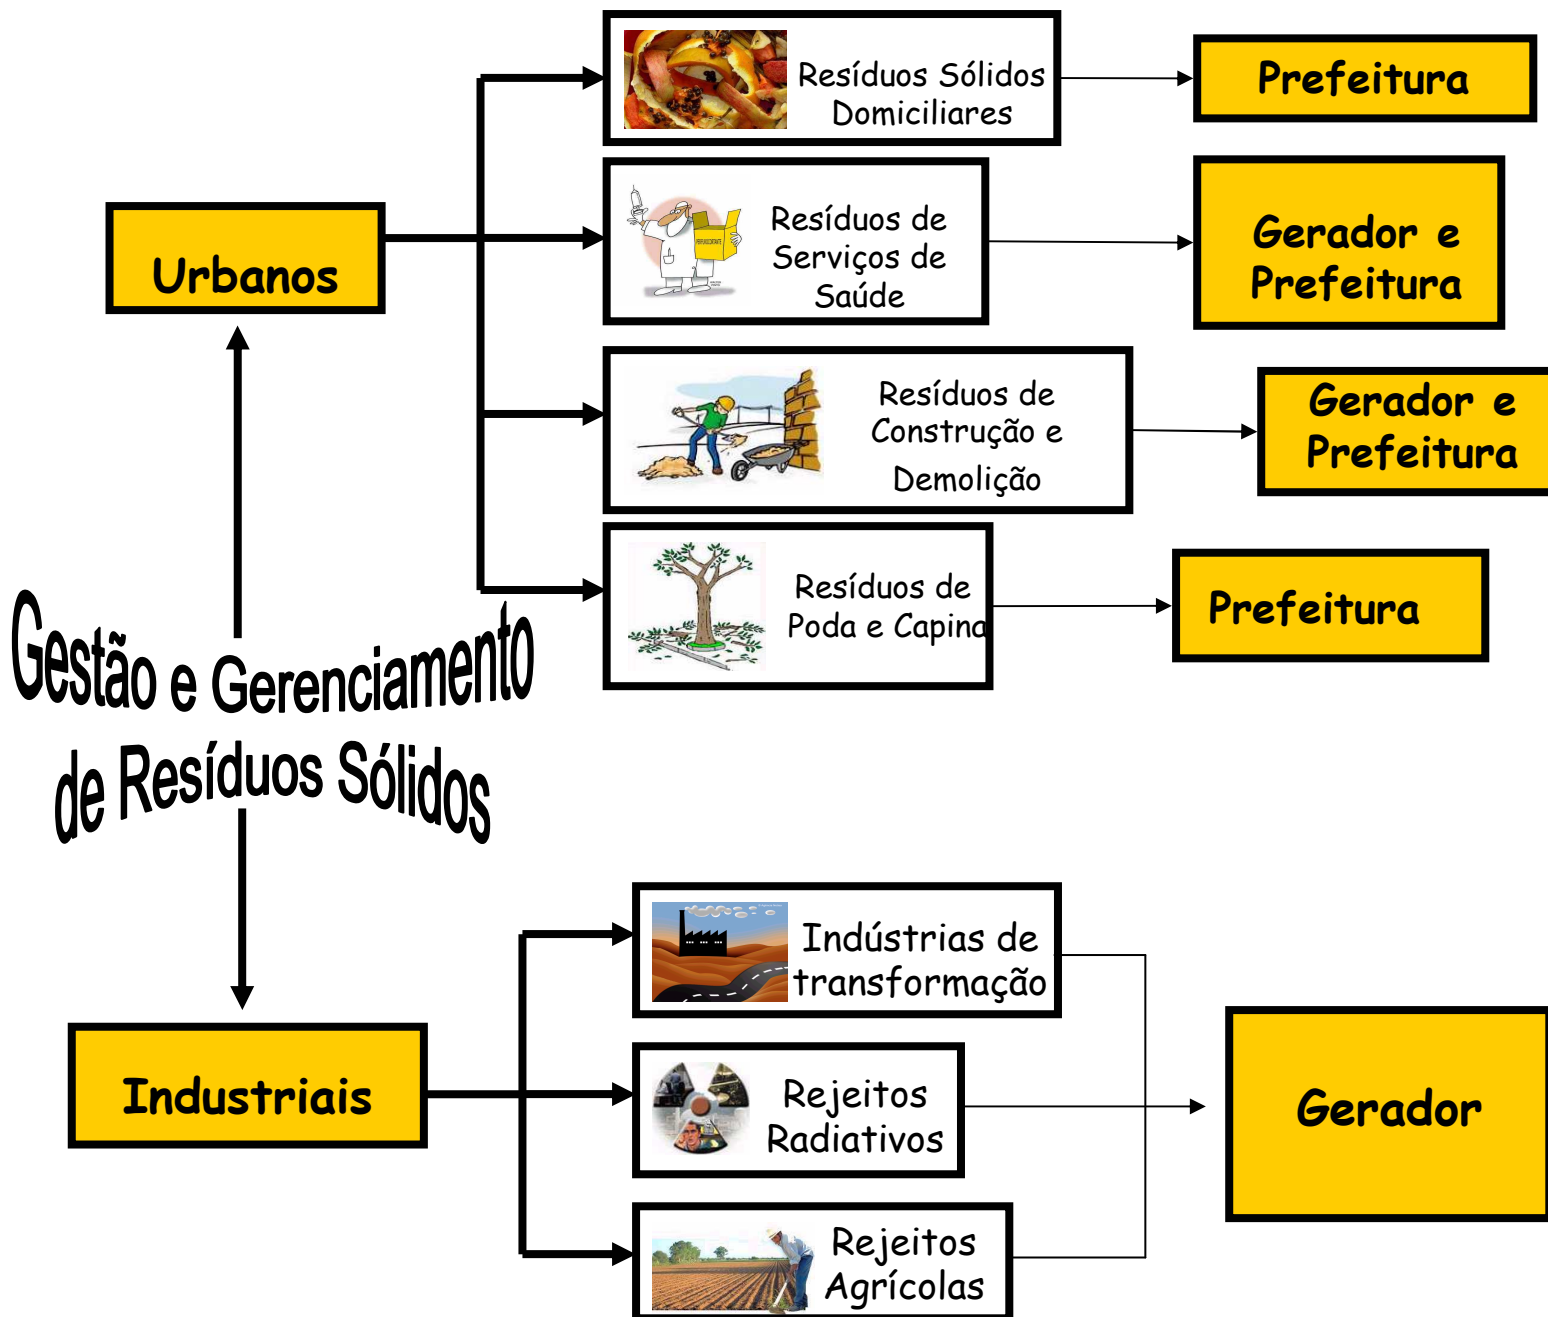 Resíduos Sólidos
Domiciliares
Prefeitura
Resíduos de
Serviços de
Saúde
Gerador e
Prefeitura
Urbanos
Resíduos de
Construção e
Demolição
Gerador e
Prefeitura
Resíduos de
Poda e Capina
Prefeitura
Gestão e Gerenciamento
de Resíduos Sólidos
Indústrias de
transformação
Industriais
Rejeitos
Radiativos
Gerador
Rejeitos
Agrícolas